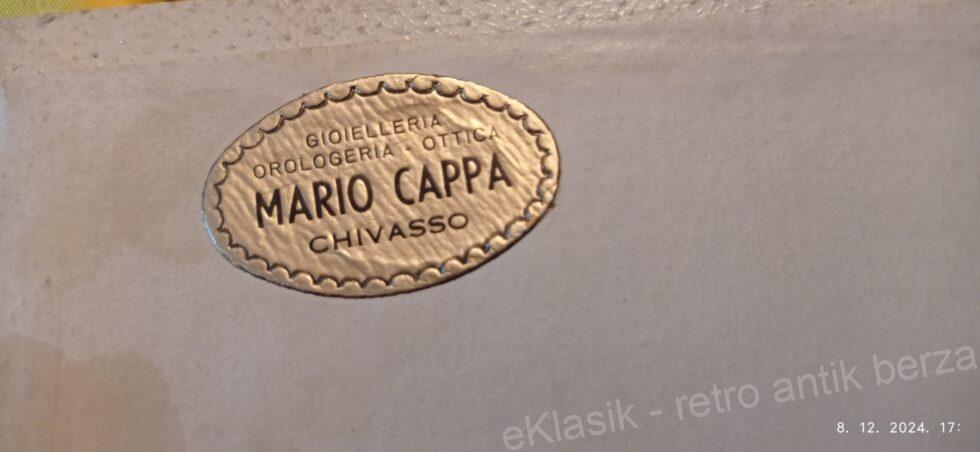 GIOIELLERIA
OROLOGERIA - OTTICA
MARIO CAPPA
CHIVASSO
eKlasik - retro antik berza
8. 12. 2024. 17: